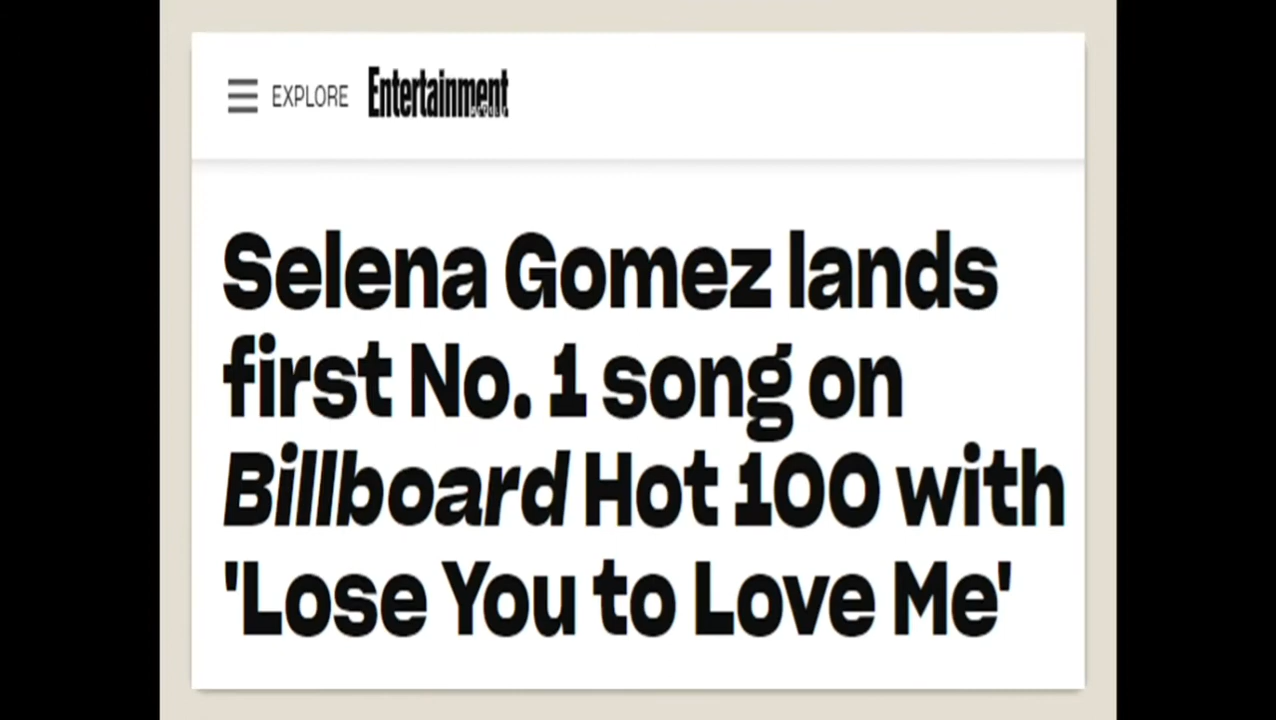 EXPLORE Entertainment
Selena Gomez lands
first No. 1 song on
Billboard Hot 100 with
'Lose You to Love Me'